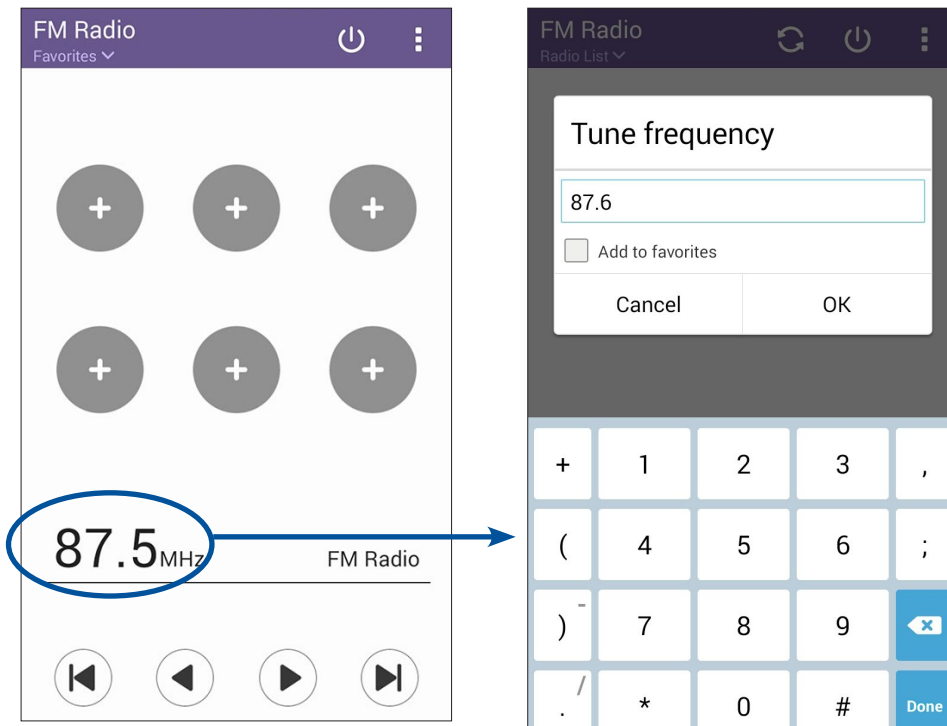 FM Radio
Favorites
+ + +
+ + +
87.5MHz FM Radio
FM Radio
Radio List
Tune frequency
87.6
Add to favorites
Cancel OK
+ 1 2 3 ,
( 4 5 6 ;
) - 7 8 9
. / * 0 # Done